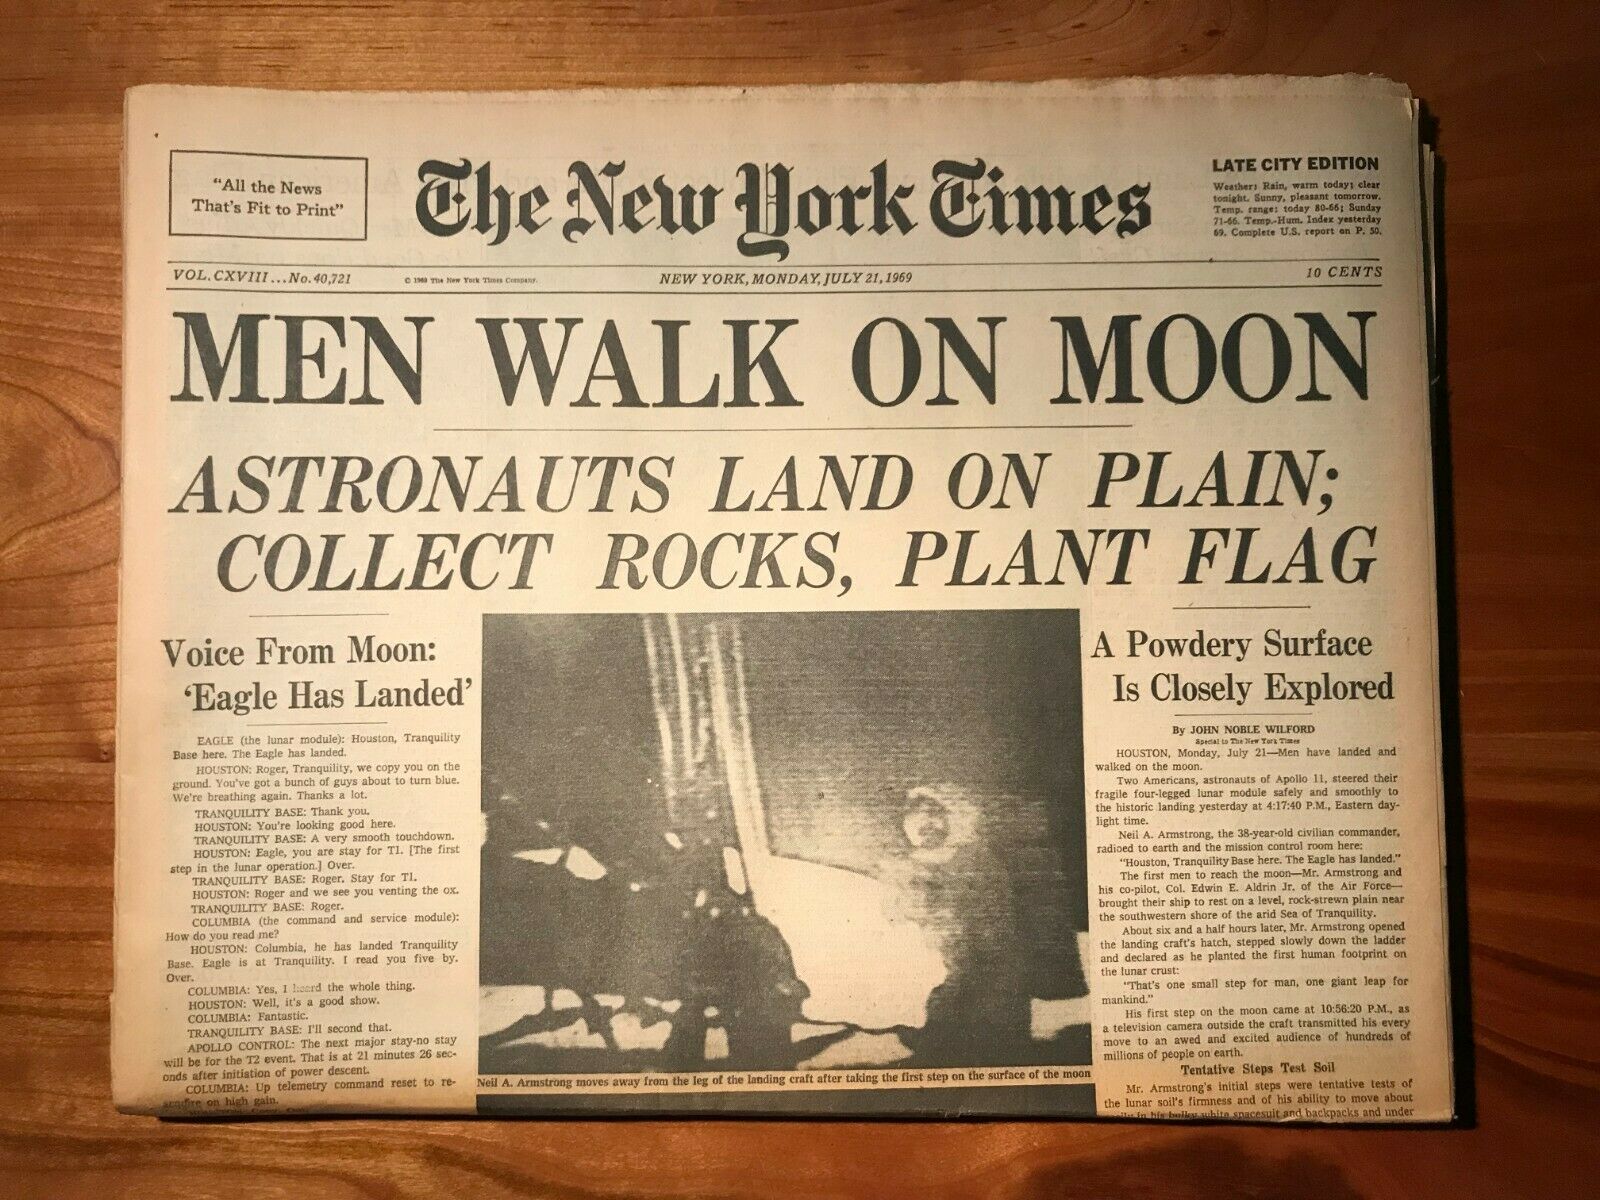 "All the News
That's Fit to Print"
The New York Times
LATE CITY EDITION
Weather: Rain, warm today; clear
tonight. Sunny, pleasant tomorrow.
Temp. range: today 80-66; Sunday
71-66. Temp.-Hum. Index yesterday
69. Complete U.S. report on P. 50.
VOL. CXVIII...No. 40,721
© 1969 The New York Times Company.
NEW YORK, MONDAY, JULY 21, 1969
10 CENTS
MEN WALK ON MOON
ASTRONAUTS LAND ON PLAIN;
COLLECT ROCKS, PLANT FLAG
Voice From Moon:
'Eagle Has Landed'
EAGLE (the lunar module): Houston, Tranquility
Base here. The Eagle has landed.
HOUSTON: Roger, Tranquility, we copy you on the
ground. You've got a bunch of guys about to turn blue.
We're breathing again. Thanks a lot.
TRANQUILITY BASE: Thank you.
HOUSTON: You're looking good here.
TRANQUILITY BASE: A very smooth touchdown.
HOUSTON: Eagle, you are stay for T1. [The first
step in the lunar operation.] Over.
TRANQUILITY BASE: Roger. Stay for T1.
HOUSTON: Roger and we see you venting the ox.
TRANQUILITY BASE: Roger.
COLUMBIA (the command and service module):
How do you read me?
HOUSTON: Columbia, he has landed Tranquility
Base. Eagle is at Tranquility. I read you five by.
Over.
COLUMBIA: Yes, I heard the whole thing.
HOUSTON: Well, it's a good show.
COLUMBIA: Fantastic.
TRANQUILITY BASE: I'll second that.
APOLLO CONTROL: The next major stay-no stay
will be for the T2 event. That is at 21 minutes 26 sec-
onds after initiation of power descent.
COLUMBIA: Up telemetry command reset to re-
acquire on high gain.
Neil A. Armstrong moves away from the leg of the landing craft after taking the first step on the surface of the moon
A Powdery Surface
Is Closely Explored
By JOHN NOBLE WILFORD
Special to The New York Times
HOUSTON, Monday, July 21—Men have landed and
walked on the moon.
Two Americans, astronauts of Apollo 11, steered their
fragile four-legged lunar module safely and smoothly to
the historic landing yesterday at 4:17:40 P.M., Eastern day-
light time.
Neil A. Armstrong, the 38-year-old civilian commander,
radioed to earth and the mission control room here:
"Houston, Tranquility Base here. The Eagle has landed."
The first men to reach the moon—Mr. Armstrong and
his co-pilot, Col. Edwin E. Aldrin Jr. of the Air Force—
brought their ship to rest on a level, rock-strewn plain near
the southwestern shore of the arid Sea of Tranquility.
About six and a half hours later, Mr. Armstrong opened
the landing craft's hatch, stepped slowly down the ladder
and declared as he planted the first human footprint on
the lunar crust:
"That's one small step for man, one giant leap for
mankind."
His first step on the moon came at 10:56:20 P.M., as
a television camera outside the craft transmitted his every
move to an awed and excited audience of hundreds of
millions of people on earth.
Tentative Steps Test Soil
Mr. Armstrong's initial steps were tentative tests of
the lunar soil's firmness and of his ability to move about
in his bulky white spacesuit and backpacks and under